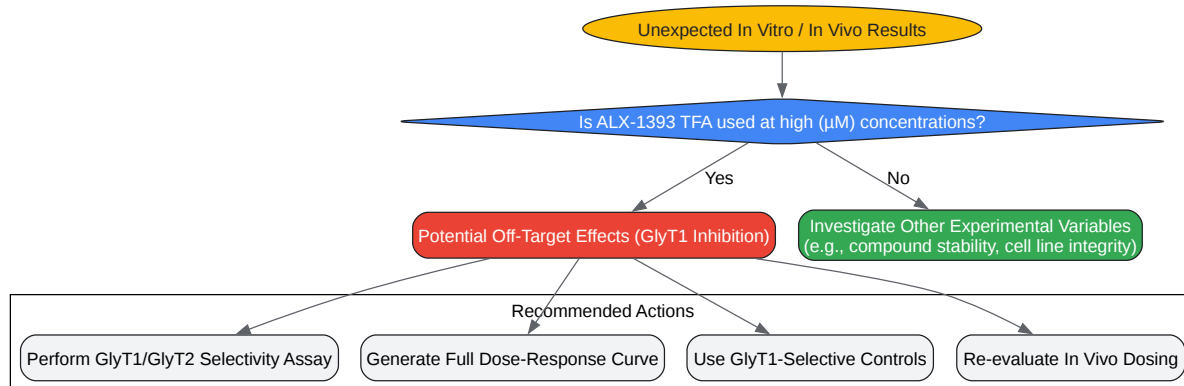 Unexpected In Vitro / In Vivo Results
Is ALX-1393 TFA used at high (µM) concentrations?
Yes
No
Potential Off-Target Effects (GlyT1 Inhibition)
Investigate Other Experimental Variables
(e.g., compound stability, cell line integrity)
Recommended Actions
Perform GlyT1/GlyT2 Selectivity Assay
Generate Full Dose-Response Curve
Use GlyT1-Selective Controls
Re-evaluate In Vivo Dosing